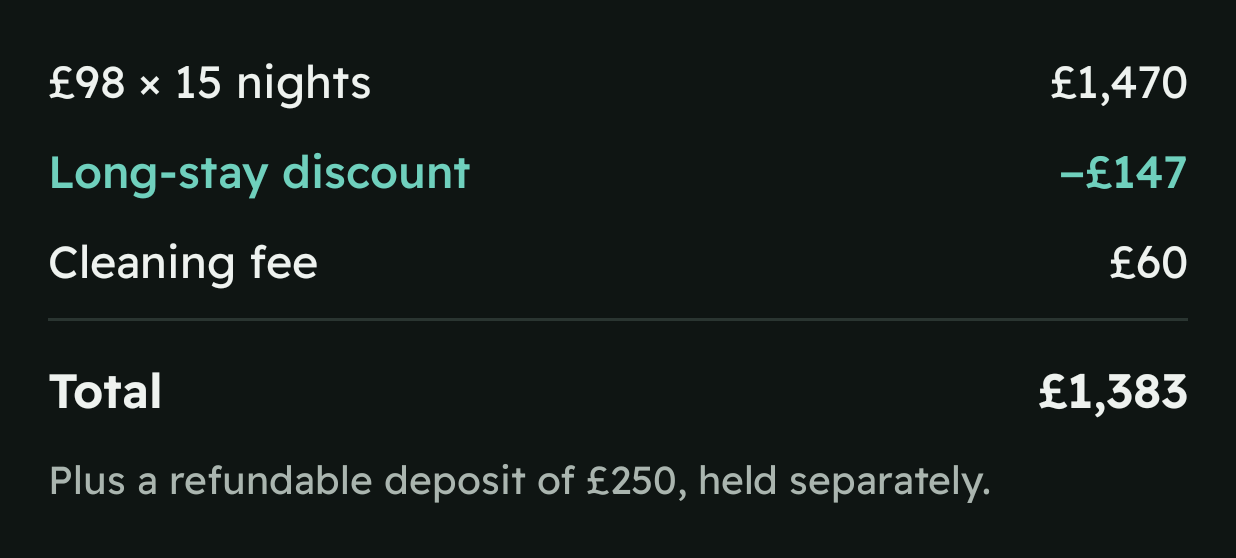 £98 × 15 nights £1,470
Long-stay discount –£147
Cleaning fee £60
Total £1,383
Plus a refundable deposit of £250, held separately.